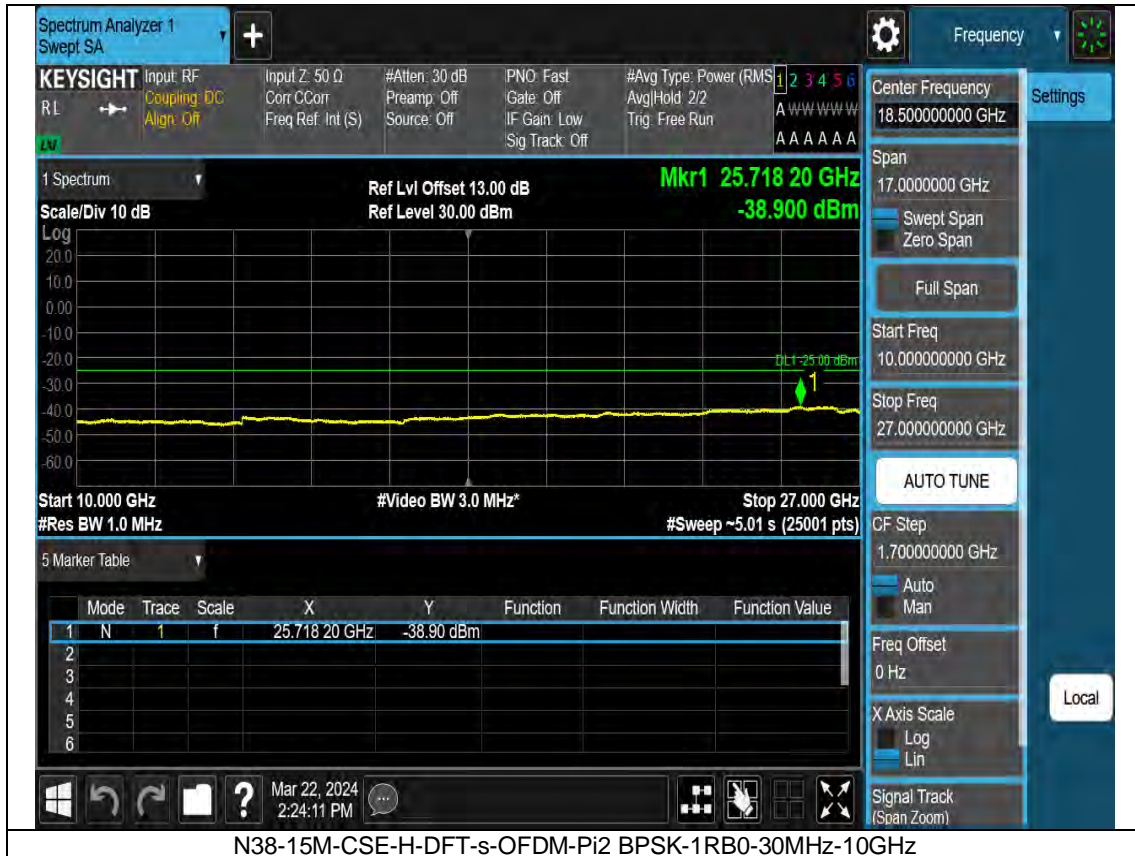 Spectrum Analyzer 1
Swept SA
+
Frequency
KEYSIGHT
RL
Input: RF
Coupling: DC
Align: Off
Input Z: 50 Ω
Corr CCorr
Freq Ref: Int (S)
#Atten: 30 dB
Preamp: Off
Source: Off
PNO: Fast
Gate: Off
IF Gain: Low
Sig Track: Off
#Avg Type: Power (RMS
Avg|Hold: 2/2
Trig: Free Run
1 2 3 4 5 6
A W W W W W
A A A A A A
1 Spectrum
Scale/Div 10 dB
Ref Lvl Offset 13.00 dB
Ref Level 30.00 dBm
Mkr1 25.718 20 GHz
-38.900 dBm
Log
20.0
10.0
0.00
-10.0
-20.0
-30.0
-40.0
-50.0
-60.0
DL1 -25.00 dBm
1
Start 10.000 GHz
#Video BW 3.0 MHz*
Stop 27.000 GHz
#Res BW 1.0 MHz
#Sweep ~5.01 s (25001 pts)
5 Marker Table
Mode Trace Scale X Y Function Function Width Function Value
1 N 1 f 25.718 20 GHz -38.90 dBm
2
3
4
5
6
Center Frequency
18.500000000 GHz
Settings
Span
17.0000000 GHz
Swept Span
Zero Span
Full Span
Start Freq
10.000000000 GHz
Stop Freq
27.000000000 GHz
AUTO TUNE
CF Step
1.700000000 GHz
Auto
Man
Freq Offset
0 Hz
Local
X Axis Scale
Log
Lin
Signal Track
(Span Zoom)
?
Mar 22, 2024
2:24:11 PM
N38-15M-CSE-H-DFT-s-OFDM-Pi2 BPSK-1RB0-30MHz-10GHz